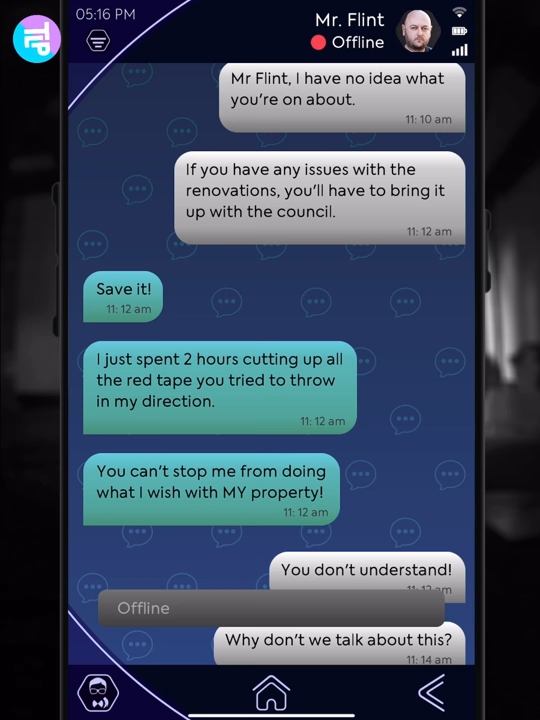 05:16 PM
Mr. Flint
Offline
Mr Flint, I have no idea what
you're on about.
11: 10 am
If you have any issues with the
renovations, you'll have to bring it
up with the council.
11: 12 am
Save it!
11: 12 am
I just spent 2 hours cutting up all
the red tape you tried to throw
in my direction.
11: 12 am
You can't stop me from doing
what I wish with MY property!
11: 12 am
You don't understand!
11: 12 am
Offline
Why don't we talk about this?
11: 14 am